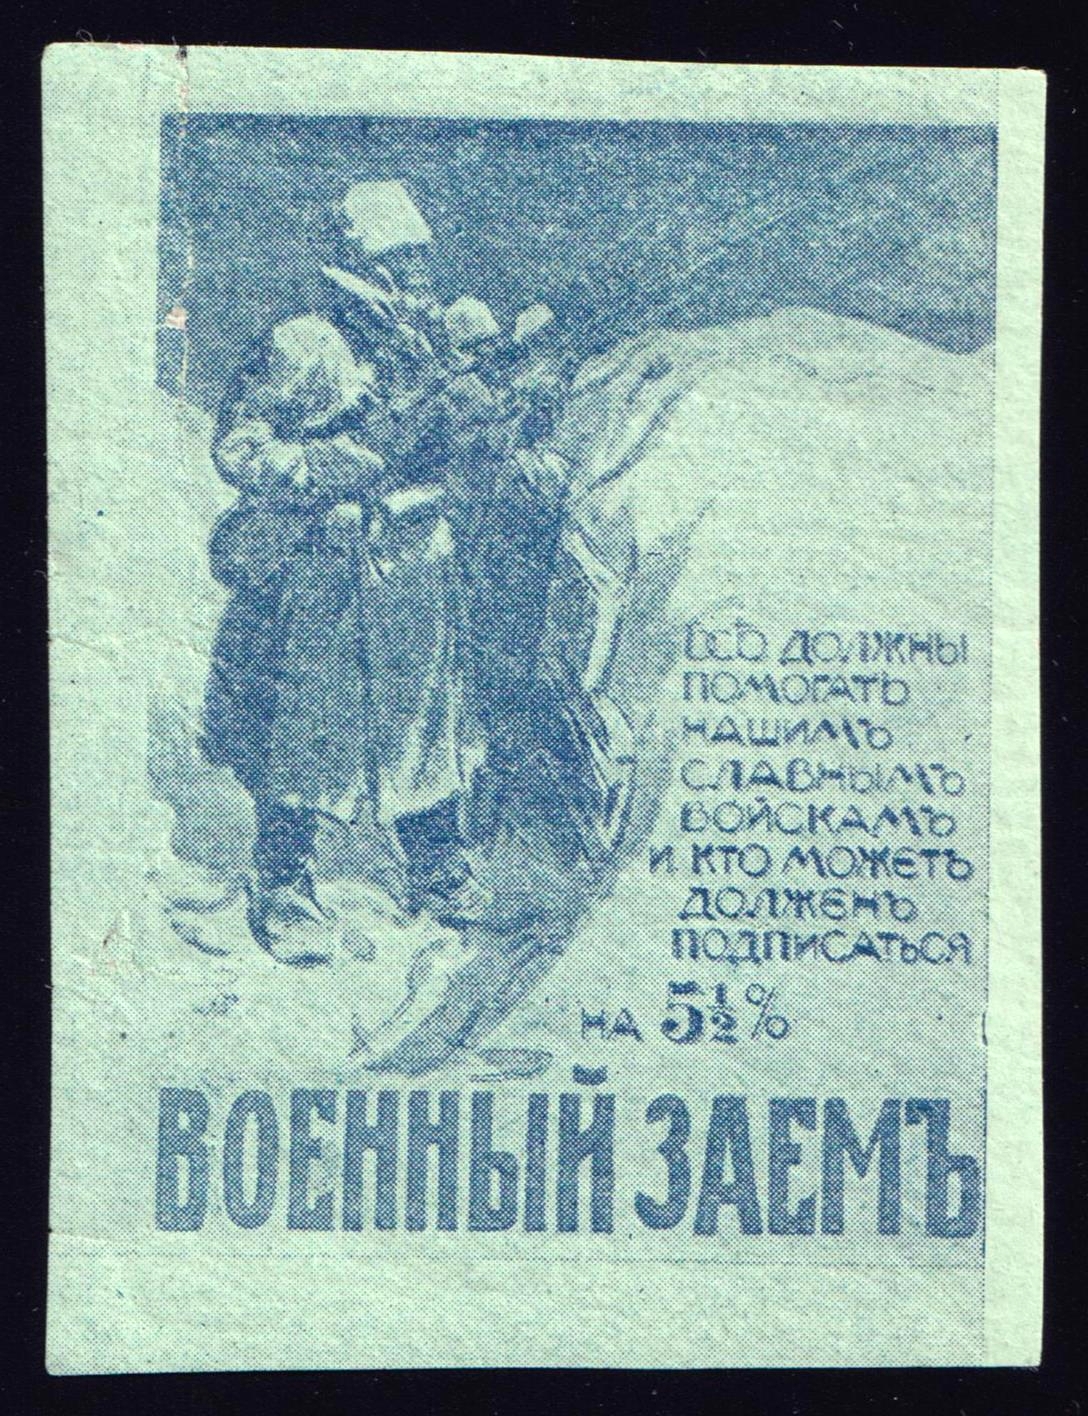 ВСѢ ДОЛЖНЫ
ПОМОГАТЬ
НАШИМЪ
СЛАВНЫМЪ
ВОЙСКАМЪ
И КТО МОЖЕТЪ
ДОЛЖЕНЪ
ПОДПИСАТЬСЯ
НА 5½%
ВОЕННЫЙ ЗАЕМЪ